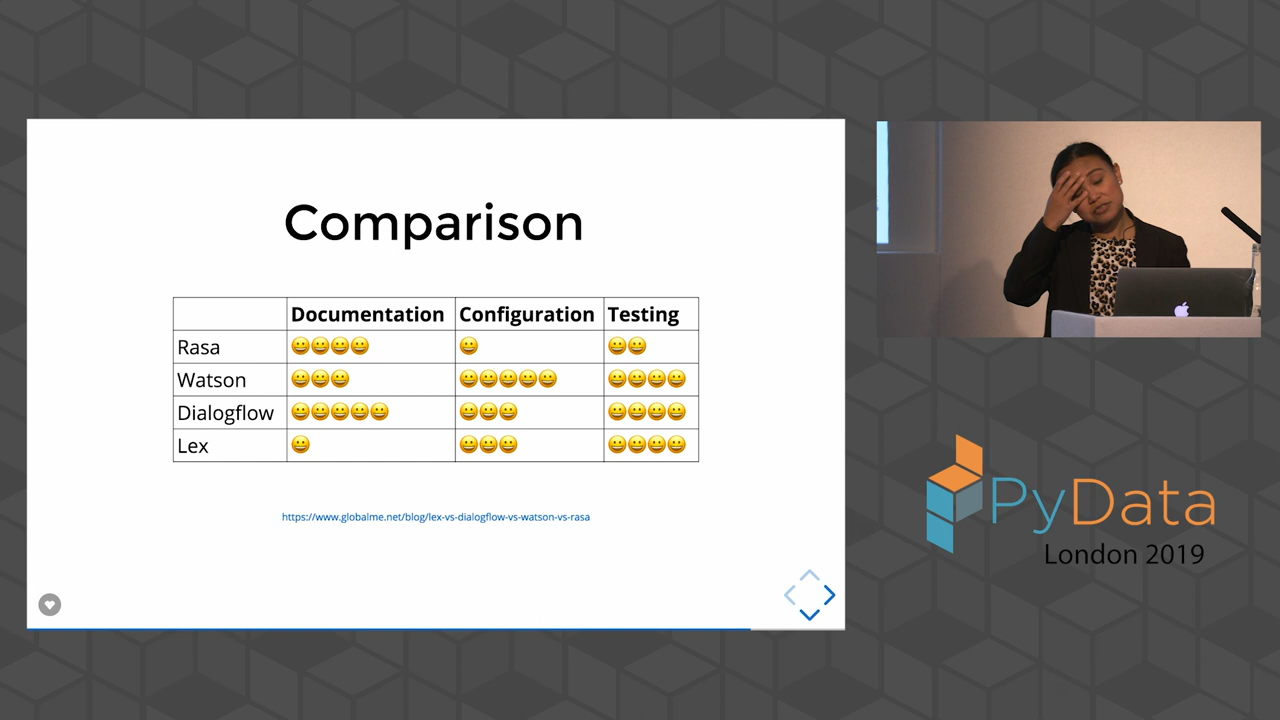 Comparison
Documentation Configuration Testing
Rasa 😀😀😀😀 😀 😀😀
Watson 😀😀😀 😀😀😀😀😀 😀😀😀😀
Dialogflow 😀😀😀😀😀 😀😀😀 😀😀😀😀
Lex 😀 😀😀😀 😀😀😀😀
https://www.globalme.net/blog/lex-vs-dialogflow-vs-watson-vs-rasa
PyData
London 2019